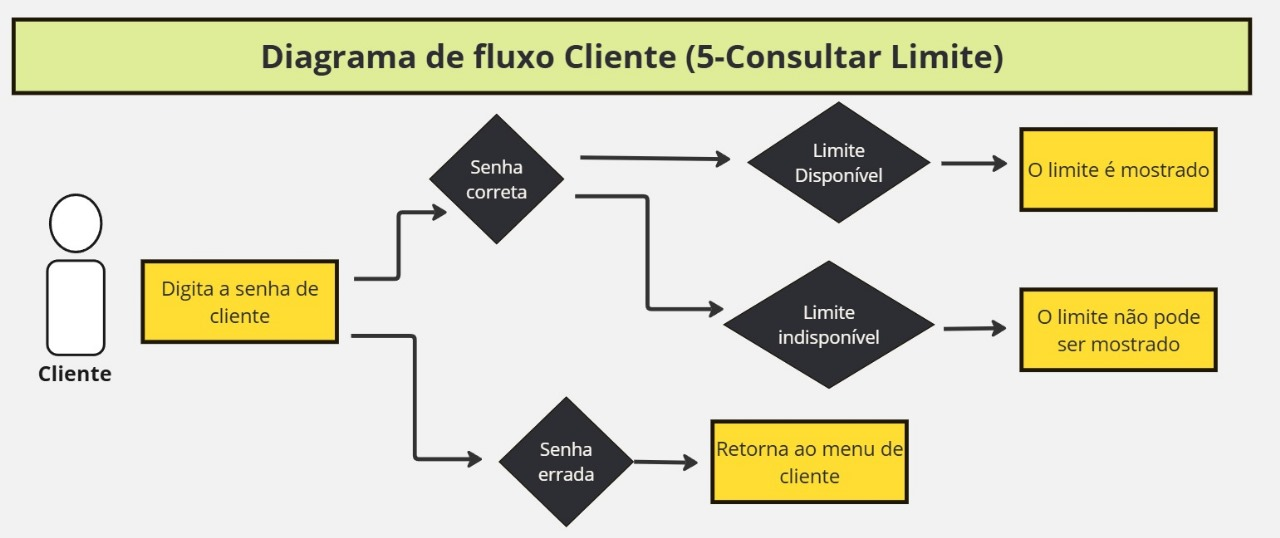 Diagrama de fluxo Cliente (5-Consultar Limite)
Cliente
Digita a senha de
cliente
Senha
correta
Limite
Disponível
O limite é mostrado
Limite
indisponível
O limite não pode
ser mostrado
Senha
errada
Retorna ao menu de
cliente